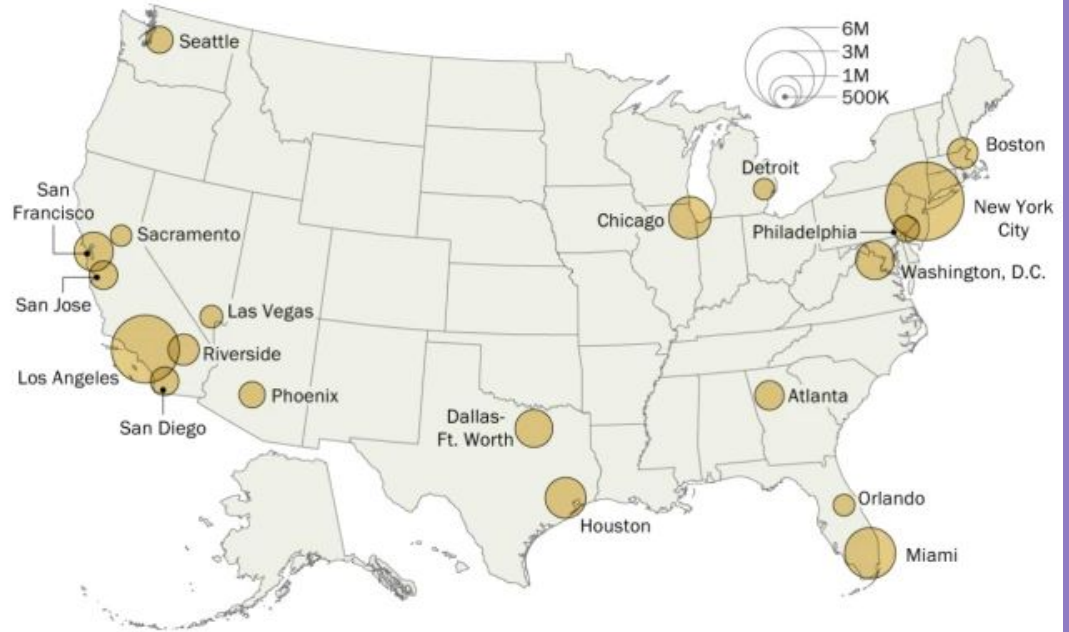 6M
3M
1M
500K
Seattle
Boston
Detroit
San
Francisco
Sacramento
Chicago
Philadelphia
New York
City
Washington, D.C.
San Jose
Las Vegas
Riverside
Los Angeles
Phoenix
San Diego
Atlanta
Dallas-
Ft. Worth
Houston
Orlando
Miami